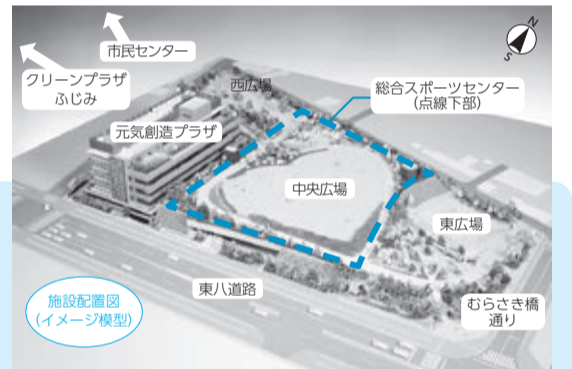 N
S
市民センター
クリーンプラザ
ふじみ
西広場
総合スポーツセンター
(点線下部)
元気創造プラザ
中央広場
東広場
東八道路
施設配置図
(イメージ模型)
むらさき橋
通り